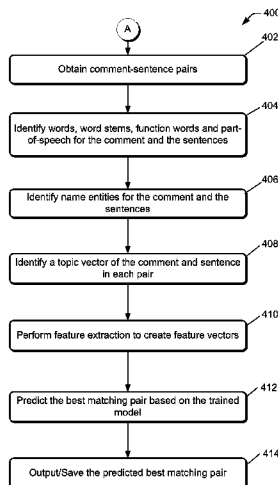 400
A
402
Obtain comment-sentence pairs
404
Identify words, word stems, function words and part-
of-speech for the comment and the sentences
406
Identify name entities for the comment and the
sentences
408
Identify a topic vector of the comment and sentence
in each pair
410
Perform feature extraction to create feature vectors
412
Predict the best matching pair based on the trained
model
414
Output/Save the predicted best matching pair